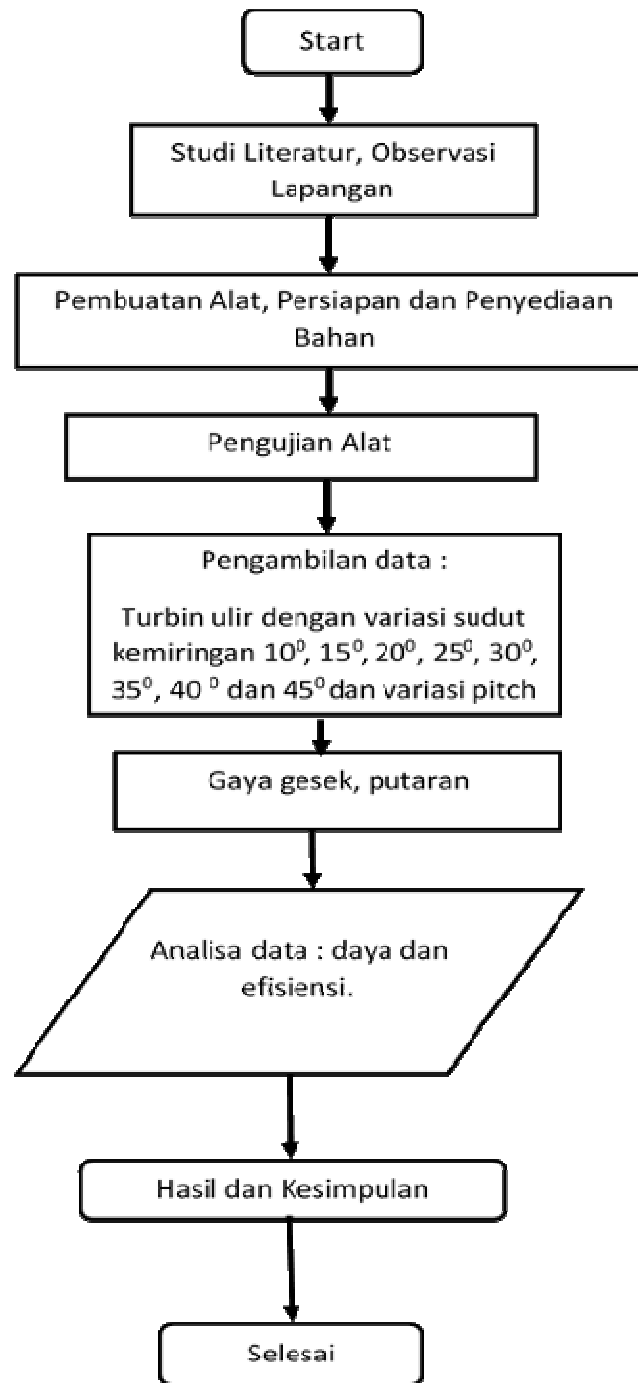 Start
Studi Literatur, Observasi
Lapangan
Pembuatan Alat, Persiapan dan Penyediaan
Bahan
Pengujian Alat
Pengambilan data :
Turbin ulir dengan variasi sudut
kemiringan 10⁰, 15⁰, 20⁰, 25⁰, 30⁰,
35⁰, 40 ⁰ dan 45⁰ dan variasi pitch
Gaya gesek, putaran
Analisa data : daya dan
efisiensi.
Hasil dan Kesimpulan
Selesai